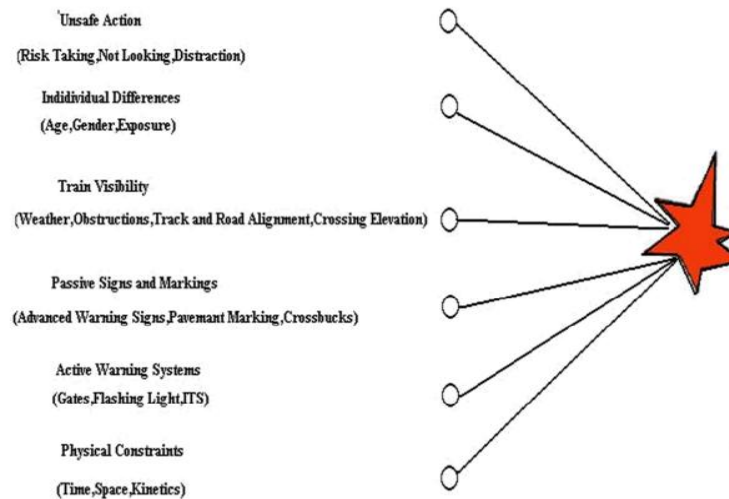 Unsafe Action
(Risk Taking,Not Looking,Distraction)
Indidividual Differences
(Age,Gender,Exposure)
Train Visibility
(Weather,Obstructions,Track and Road Alignment,Crossing Elevation)
Passive Signs and Markings
(Advanced Warning Signs,Pavemant Marking,Crossbucks)
Active Warning Systems
(Gates,Flashing Light,ITS)
Physical Constraints
(Time,Space,Kinetics)